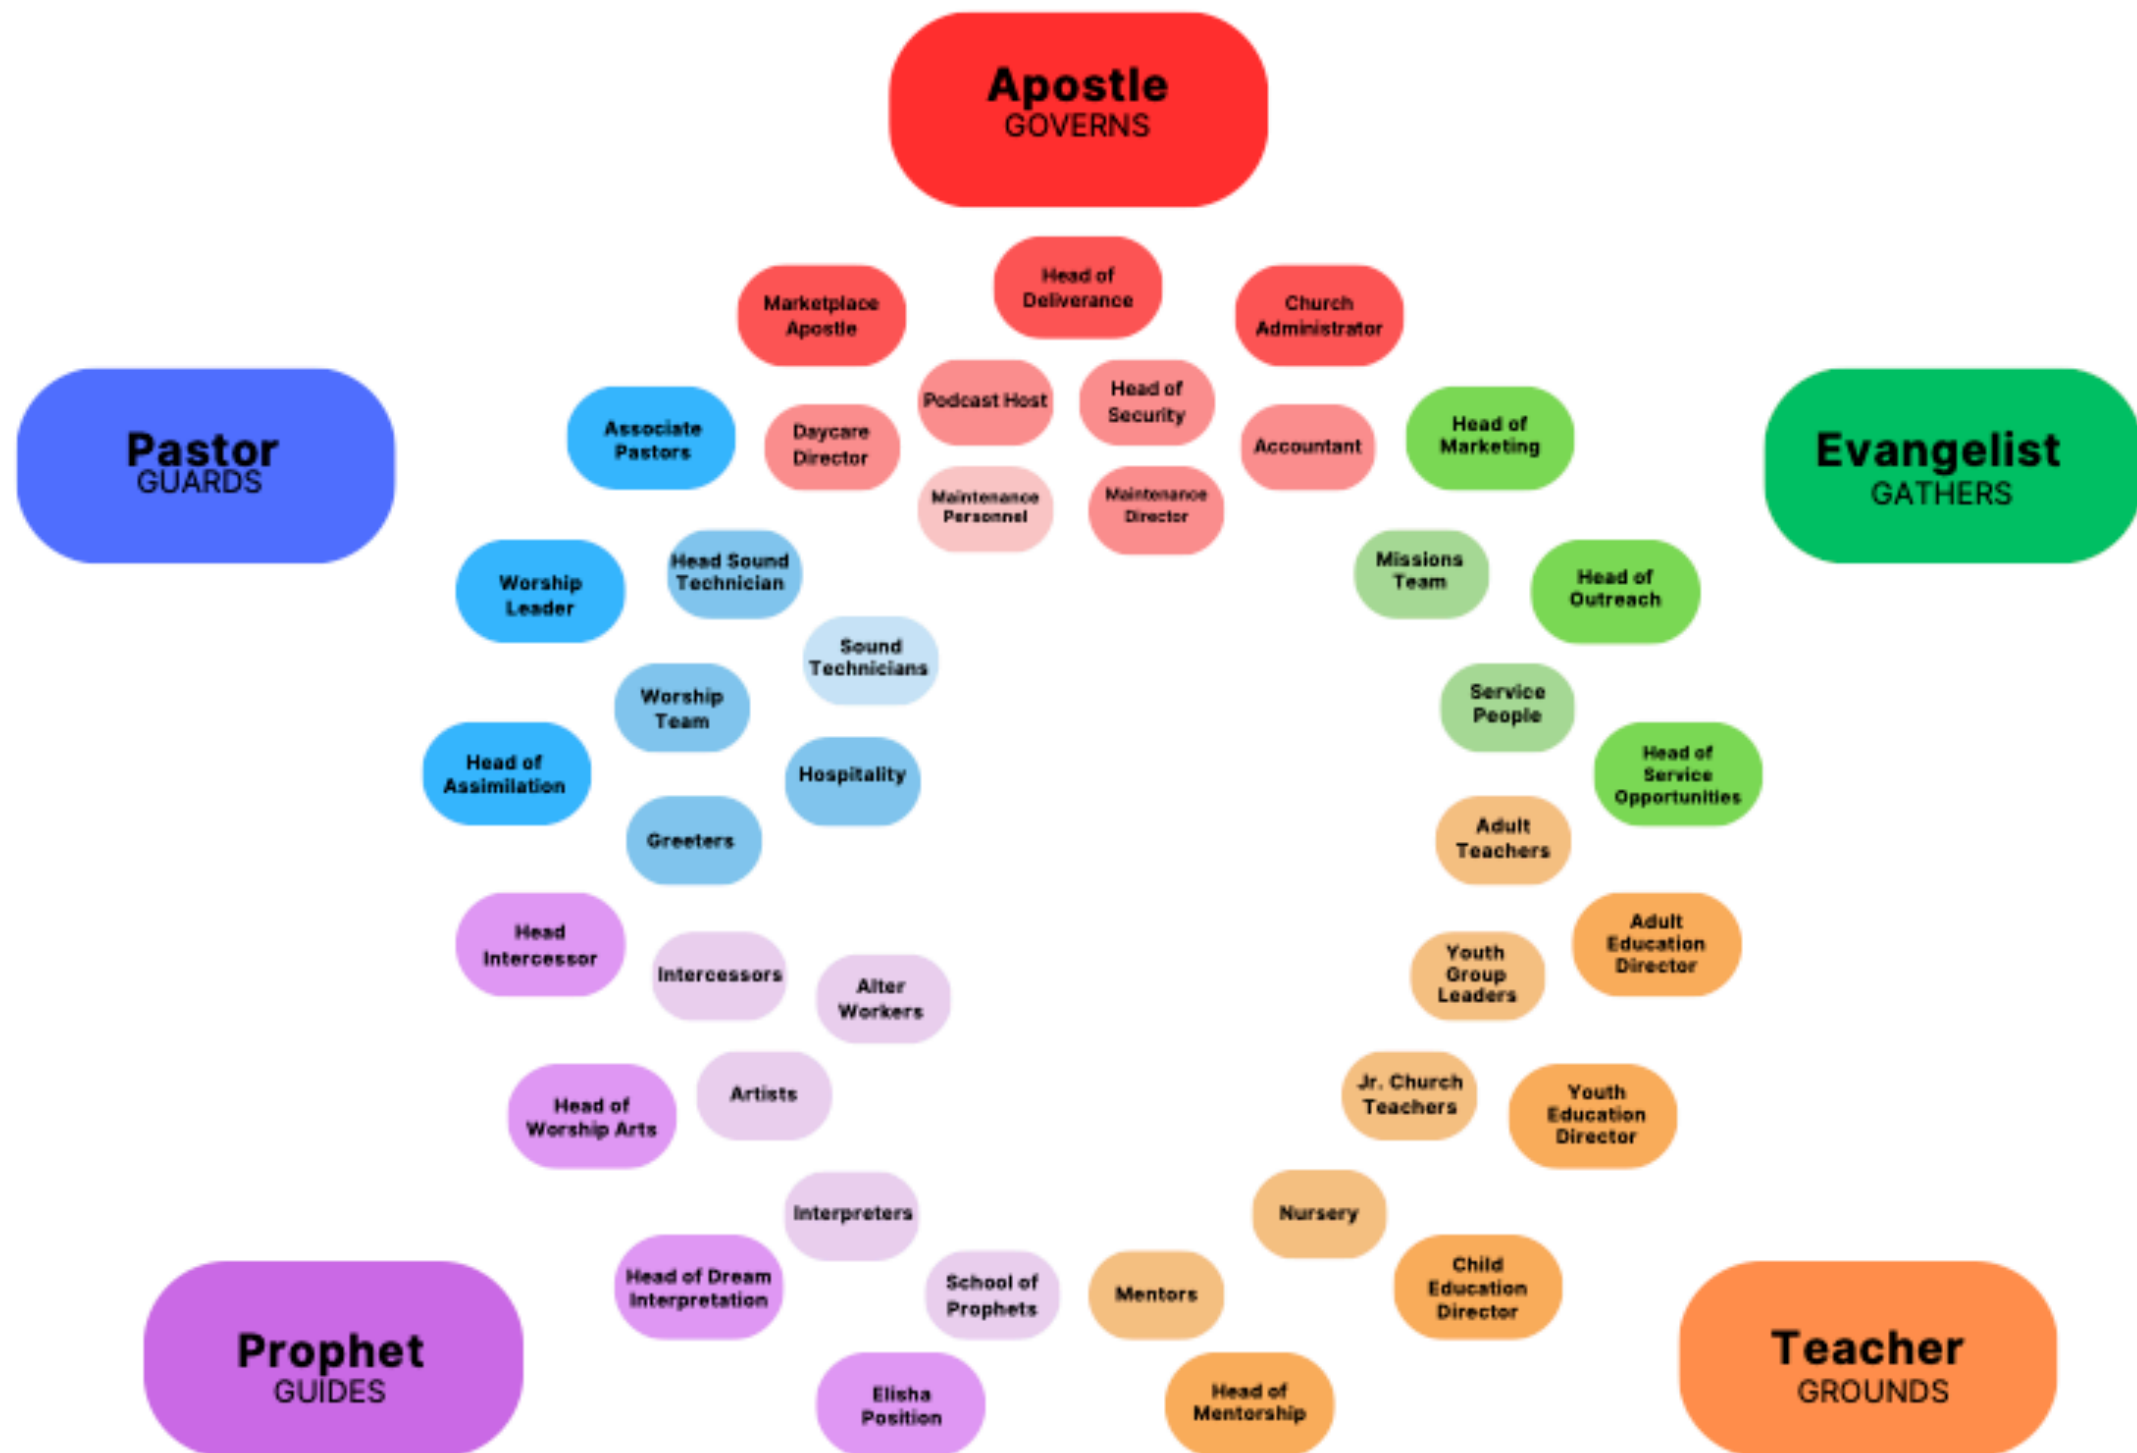 Apostle
GOVERNS
Head of
Deliverance
Marketplace
Apostle
Church
Administrator
Podcast Host
Head of
Security
Daycare
Director
Accountant
Maintenance
Personnel
Maintenance
Director
Pastor
GUARDS
Associate
Pastors
Head Sound
Technician
Worship
Leader
Sound
Technicians
Worship
Team
Head of
Assimilation
Hospitality
Greeters
Evangelist
GATHERS
Head of
Marketing
Missions
Team
Head of
Outreach
Service
People
Head of
Service
Opportunities
Adult
Teachers
Adult
Education
Director
Youth
Group
Leaders
Jr. Church
Teachers
Youth
Education
Director
Nursery
Child
Education
Director
Mentors
Head of
Mentorship
Teacher
GROUNDS
Head
Intercessor
Intercessors
Alter
Workers
Head of
Worship Arts
Artists
Interpreters
Head of Dream
Interpretation
School of
Prophets
Elisha
Position
Prophet
GUIDES